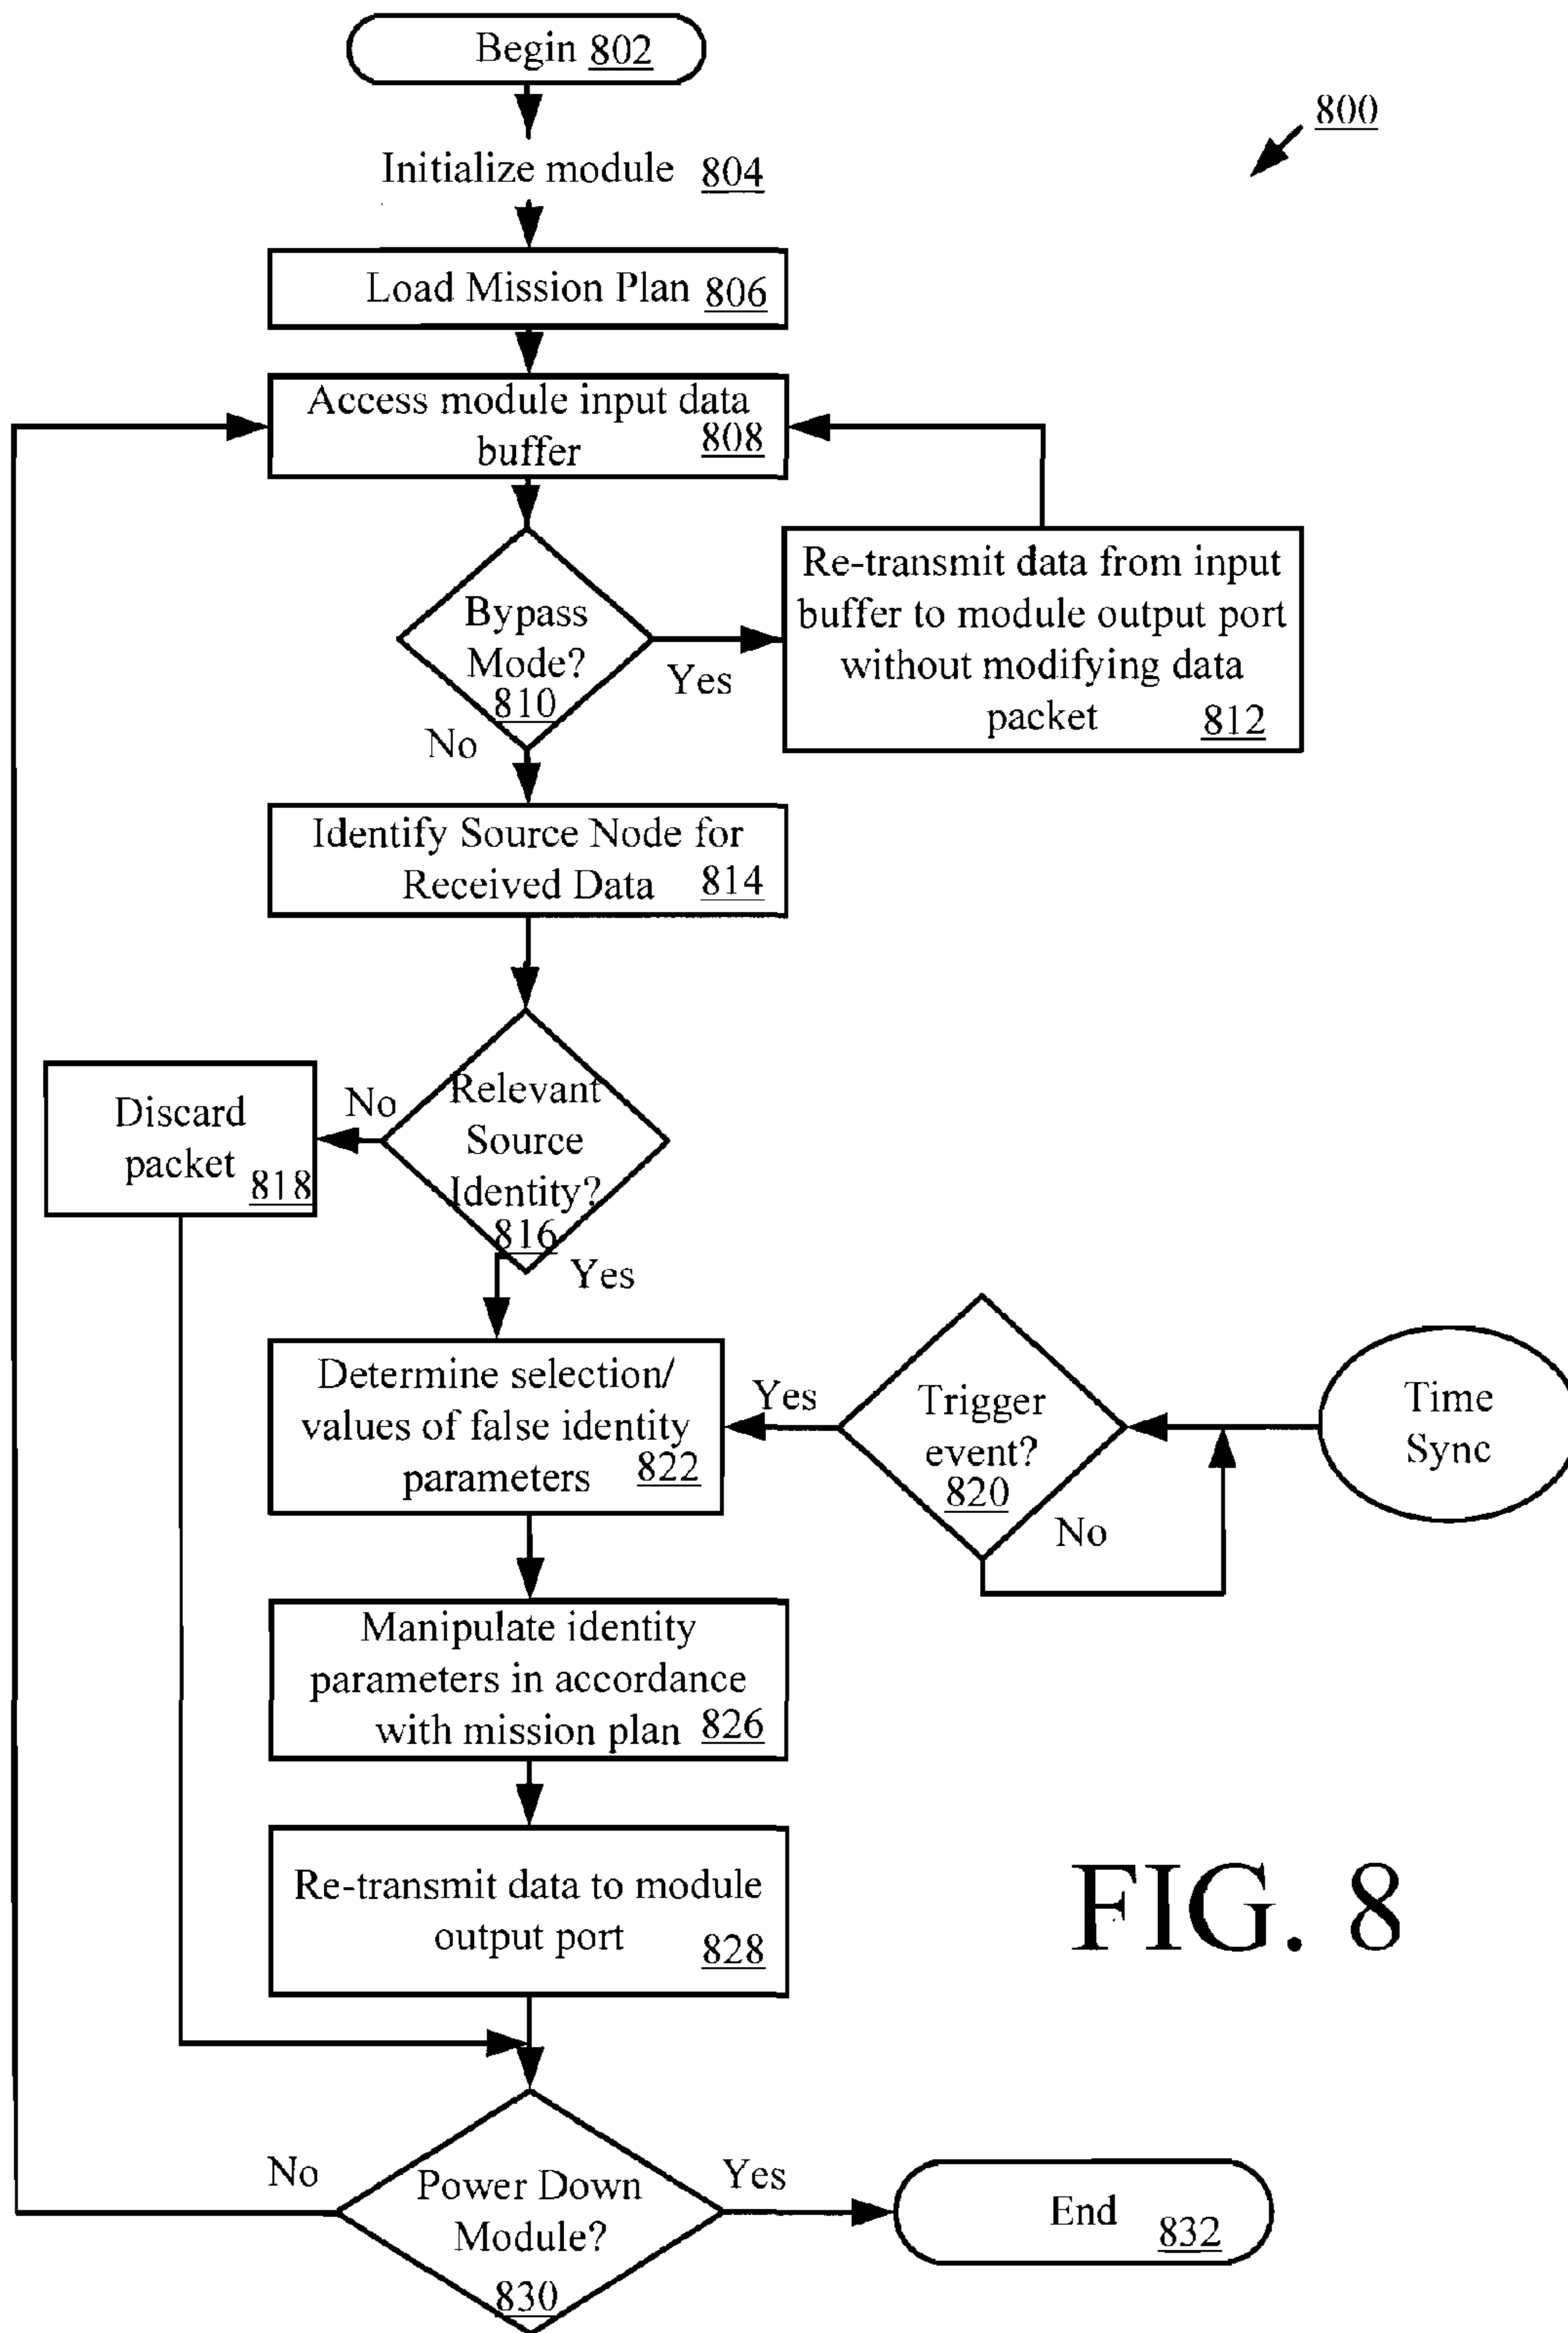 Begin 802
800
Initialize module 804
Load Mission Plan 806
Access module input data
buffer 808
Bypass
Mode?
810
Yes
No
Re-transmit data from input
buffer to module output port
without modifying data
packet 812
Identify Source Node for
Received Data 814
Relevant
Source
Identity?
816
No
Yes
Discard
packet 818
Determine selection/
values of false identity
parameters 822
Yes
Trigger
event?
820
No
Time
Sync
Manipulate identity
parameters in accordance
with mission plan 826
Re-transmit data to module
output port 828
FIG. 8
Power Down
Module?
830
No
Yes
End 832